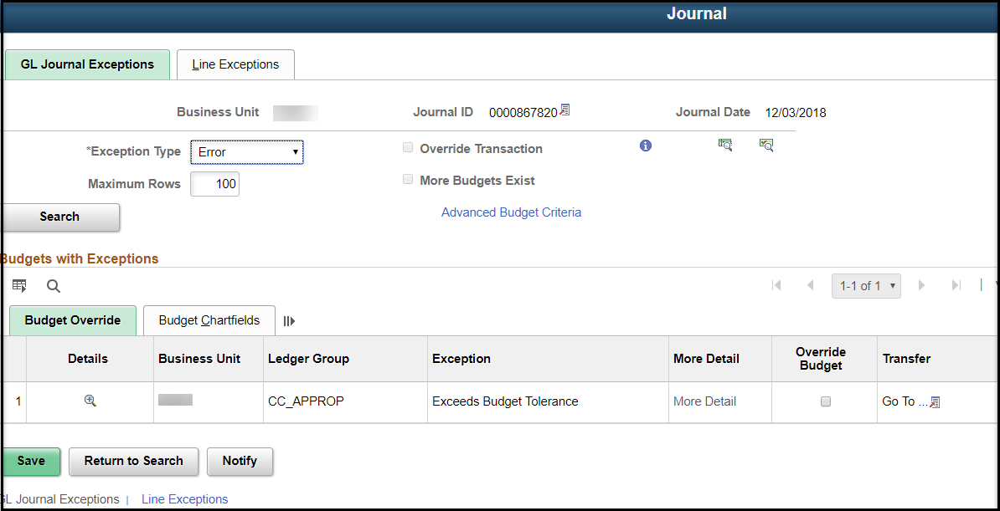 Journal
GL Journal Exceptions Line Exceptions
Business Unit Journal ID 0000867820 Journal Date 12/03/2018
*Exception Type Error Override Transaction
Maximum Rows 100 More Budgets Exist
Advanced Budget Criteria
Search
Budgets with Exceptions
1-1 of 1
Budget Override Budget Chartfields
Details Business Unit Ledger Group Exception More Detail Override Budget Transfer
1 CC_APPROP Exceeds Budget Tolerance More Detail Go To ...
Save Return to Search Notify
GL Journal Exceptions | Line Exceptions